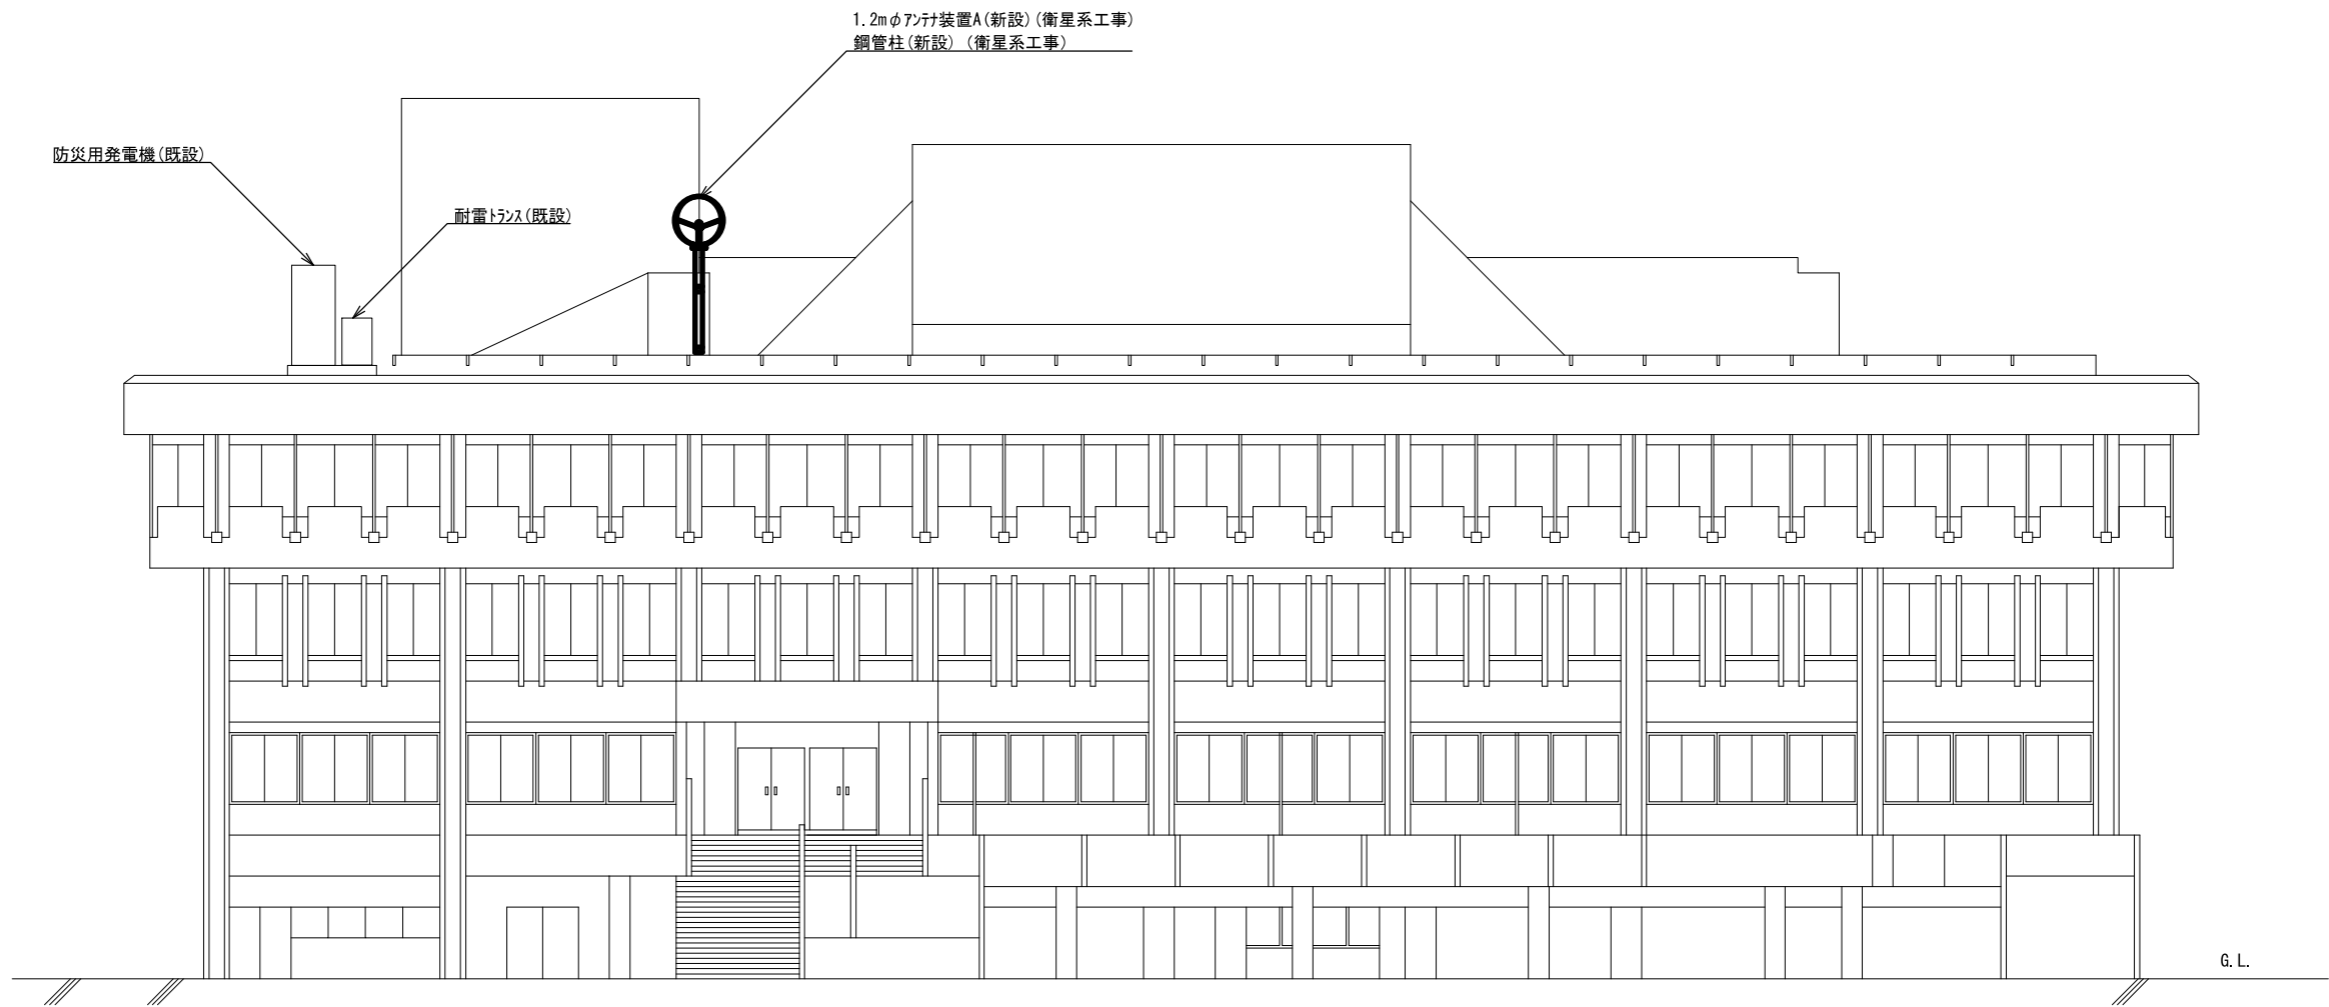 1.2mφｱﾝﾃﾅ装置A(新設)(衛星系工事)
鋼管柱(新設) (衛星系工事)
防災用発電機(既設)
耐雷ﾄﾗﾝｽ(既設)
G.L.